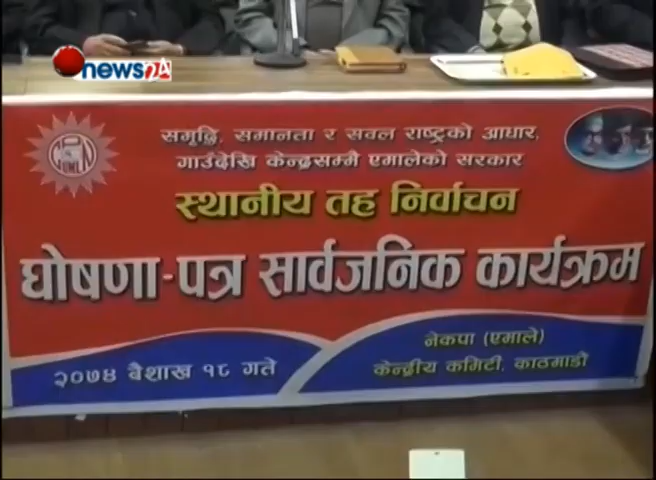 news24
समृद्धि, समानता र सवल राष्ट्रको आधार,
गाउँदेखि केन्द्रसम्मै एमालेको सरकार
स्थानीय तह निर्वाचन
घोषणा-पत्र सार्वजनिक कार्यक्रम
२०७४ बैशाख १८ गते
नेकपा (एमाले)
केन्द्रीय कमिटी, काठमाडौं